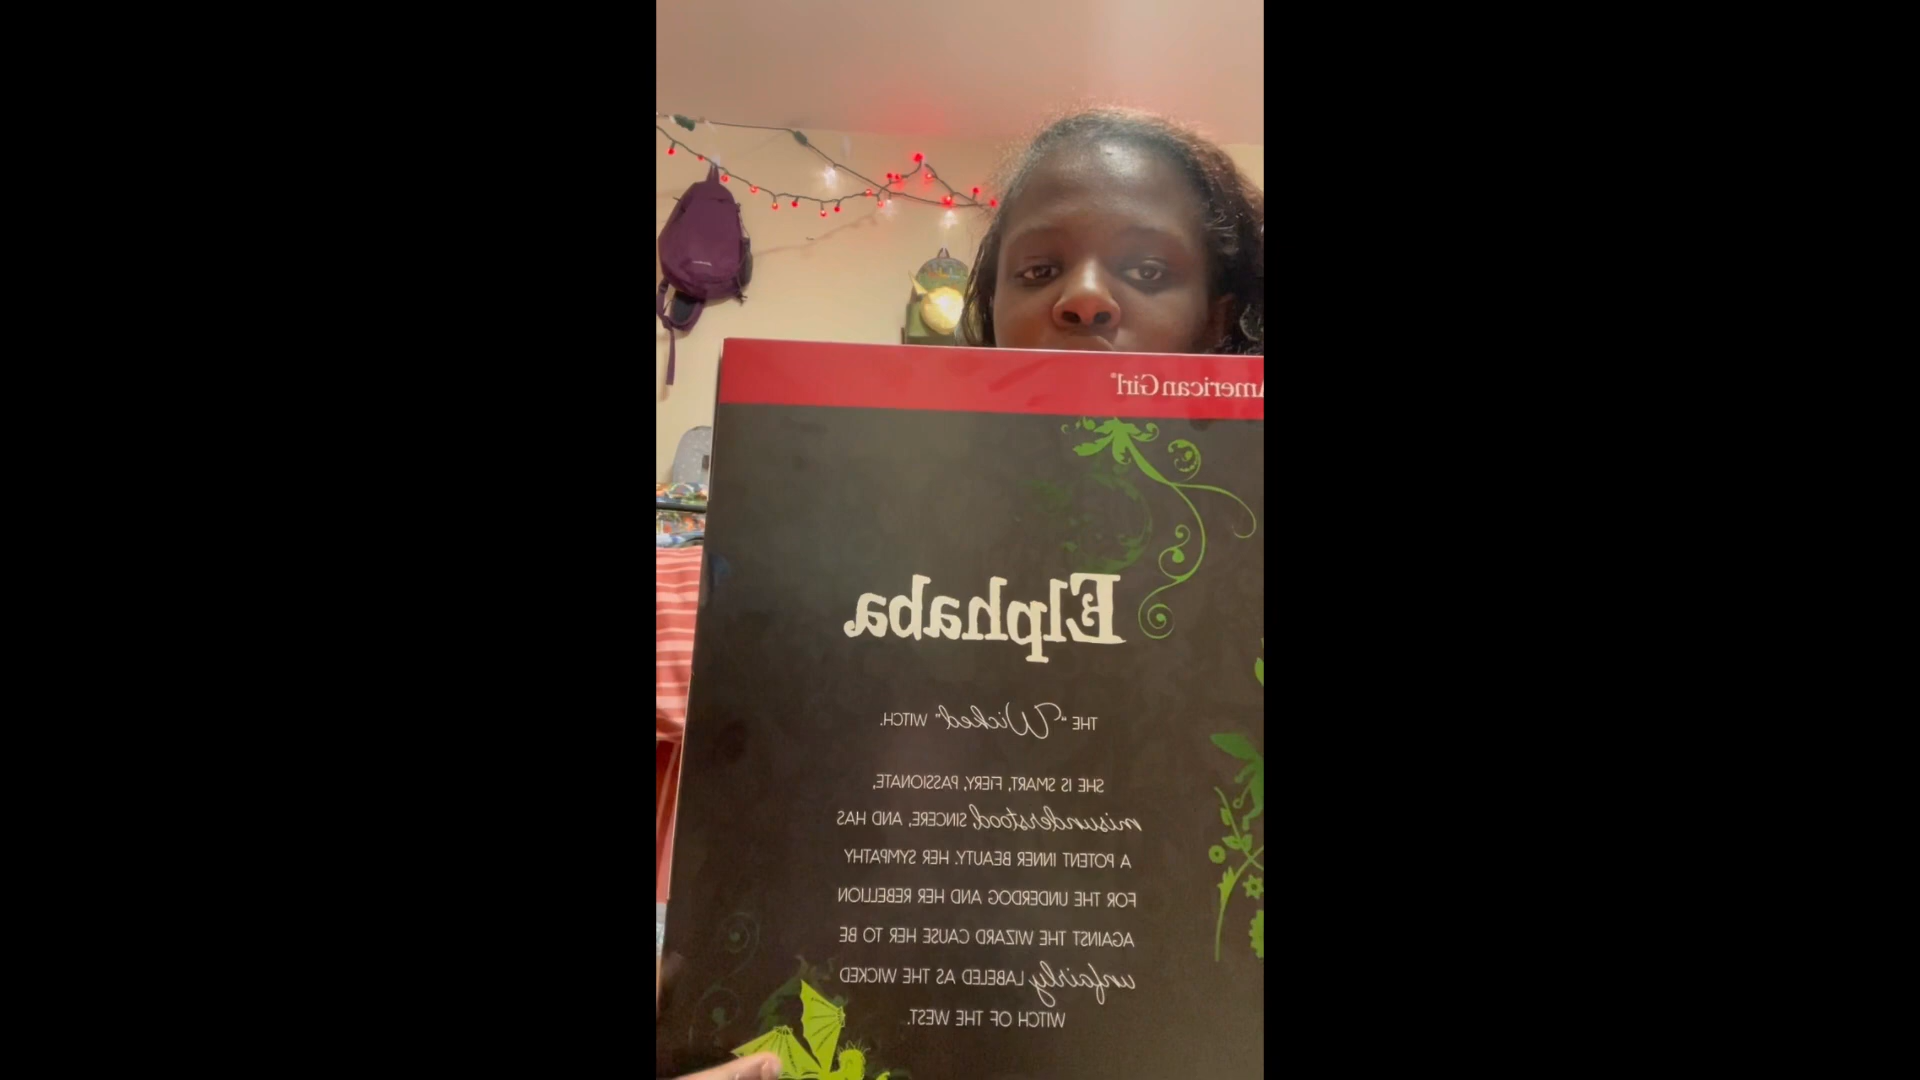 American Girl®
Elphaba
THE "Wicked" WITCH.
SHE IS SMART, FIERY, PASSIONATE,
misunderstood, SINCERE, AND HAS
A POTENT INNER BEAUTY. HER SYMPATHY
FOR THE UNDERDOG AND HER REBELLION
AGAINST THE WIZARD CAUSE HER TO BE
unfairly LABELED AS THE WICKED
WITCH OF THE WEST.